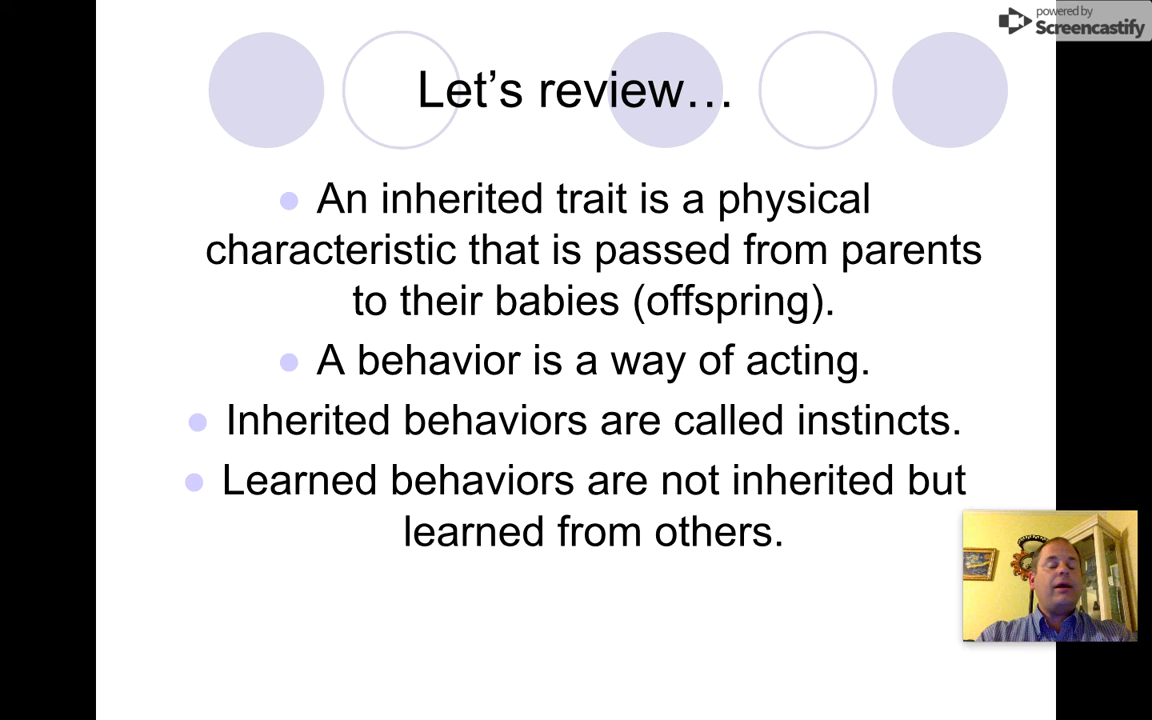 powered by
Screencastify
Let's review…
An inherited trait is a physical
characteristic that is passed from parents
to their babies (offspring).
A behavior is a way of acting.
Inherited behaviors are called instincts.
Learned behaviors are not inherited but
learned from others.